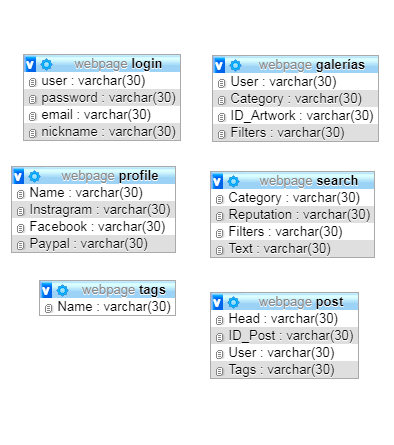 webpage login
user : varchar(30)
password : varchar(30)
email : varchar(30)
nickname : varchar(30)
webpage galerías
User : varchar(30)
Category : varchar(30)
ID_Artwork : varchar(30)
Filters : varchar(30)
webpage profile
Name : varchar(30)
Instragram : varchar(30)
Facebook : varchar(30)
Paypal : varchar(30)
webpage search
Category : varchar(30)
Reputation : varchar(30)
Filters : varchar(30)
Text : varchar(30)
webpage tags
Name : varchar(30)
webpage post
Head : varchar(30)
ID_Post : varchar(30)
User : varchar(30)
Tags : varchar(30)